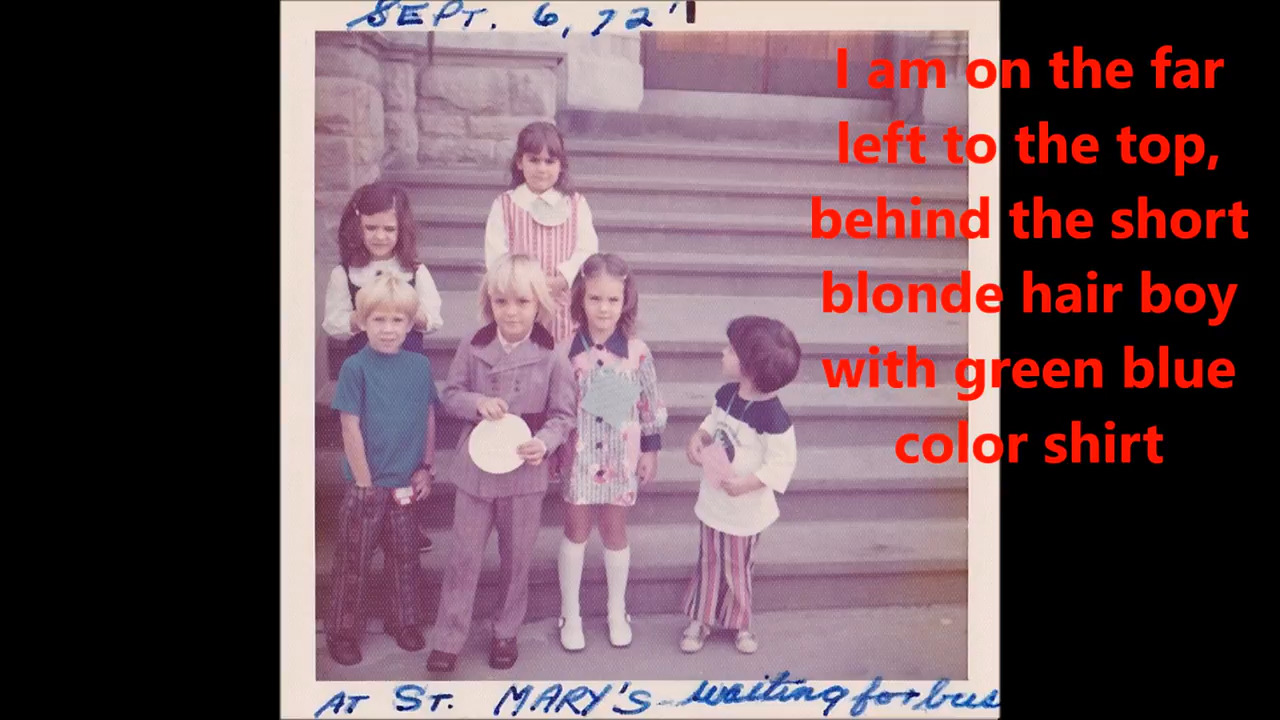 SEPT. 6, 72'
I am on the far
left to the top,
behind the short
blonde hair boy
with green blue
color shirt
AT ST. MARY'S - waiting for bus